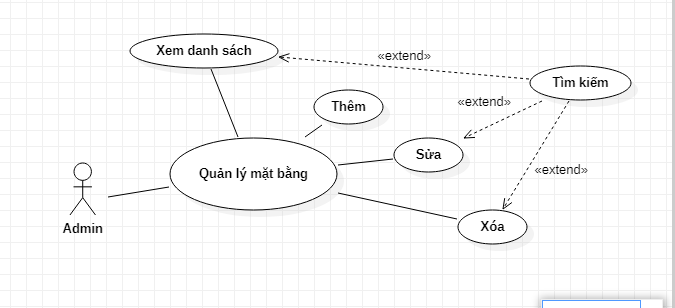 Xem danh sách
«extend»
Tìm kiếm
Thêm
«extend»
Sửa
Quản lý mặt bằng
«extend»
Admin
Xóa